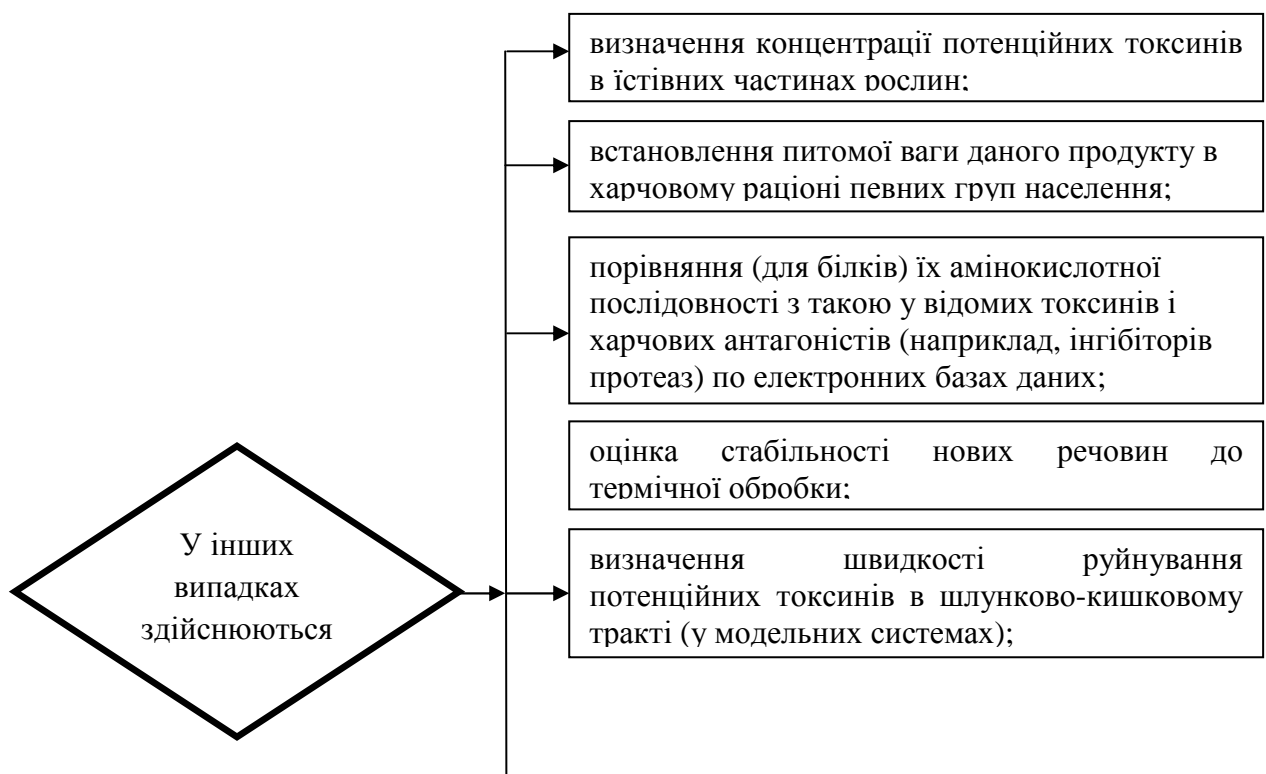 визначення концентрації потенційних токсинів
в їстівних частинах рослин;
встановлення питомої ваги даного продукту в
харчовому раціоні певних груп населення;
порівняння (для білків) їх амінокислотної
послідовності з такою у відомих токсинів і
харчових антагоністів (наприклад, інгібіторів
протеаз) по електронних базах даних;
оцінка стабільності нових речовин до
термічної обробки;
У інших
випадках
здійснюються
визначення швидкості руйнування
потенційних токсинів в шлунково-кишковому
тракті (у модельних системах);